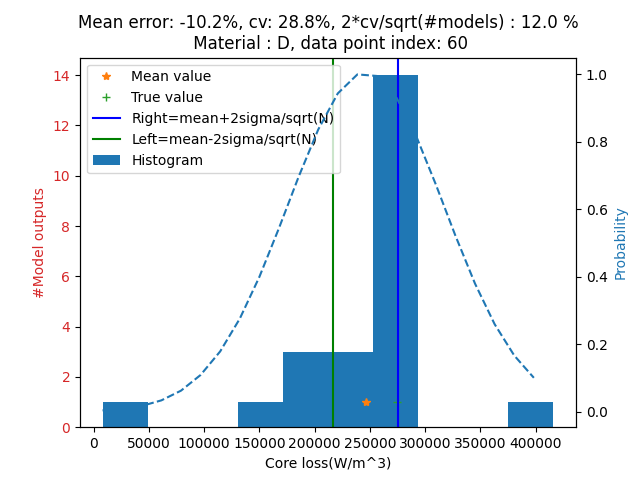 Mean error: -10.2%, cv: 28.8%, 2*cv/sqrt(#models) : 12.0 %
Material : D, data point index: 60
Mean value
True value
Right=mean+2sigma/sqrt(N)
Left=mean-2sigma/sqrt(N)
Histogram
14
12
10
8
6
4
2
0
#Model outputs
1.0
0.8
0.6
0.4
0.2
0.0
Probability
0 50000 100000 150000 200000 250000 300000 350000 400000
Core loss(W/m^3)